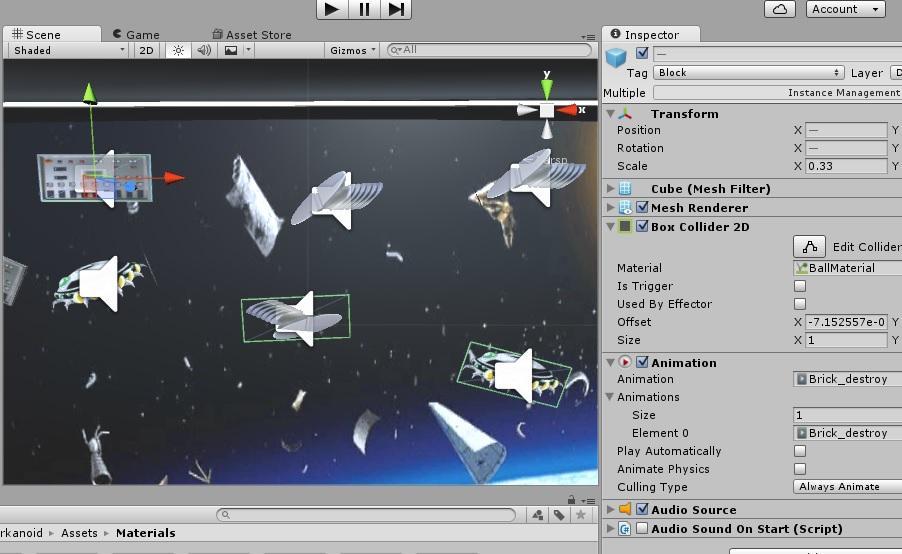 Account
Scene Game Asset Store
Shaded 2D Gizmos All
y
x
Persp
Inspector
—
Tag Block Layer
Multiple Instance Management
Transform
Position X — Y
Rotation X — Y
Scale X 0.33 Y
Cube (Mesh Filter)
Mesh Renderer
Box Collider 2D
Edit Collider
Material BallMaterial
Is Trigger
Used By Effector
Offset X -7.152557e-0 Y
Size X 1 Y
Animation
Animation Brick_destroy
Animations
Size 1
Element 0 Brick_destroy
Play Automatically
Animate Physics
Culling Type Always Animate
Audio Source
Audio Sound On Start (Script)
rkanoid Assets Materials